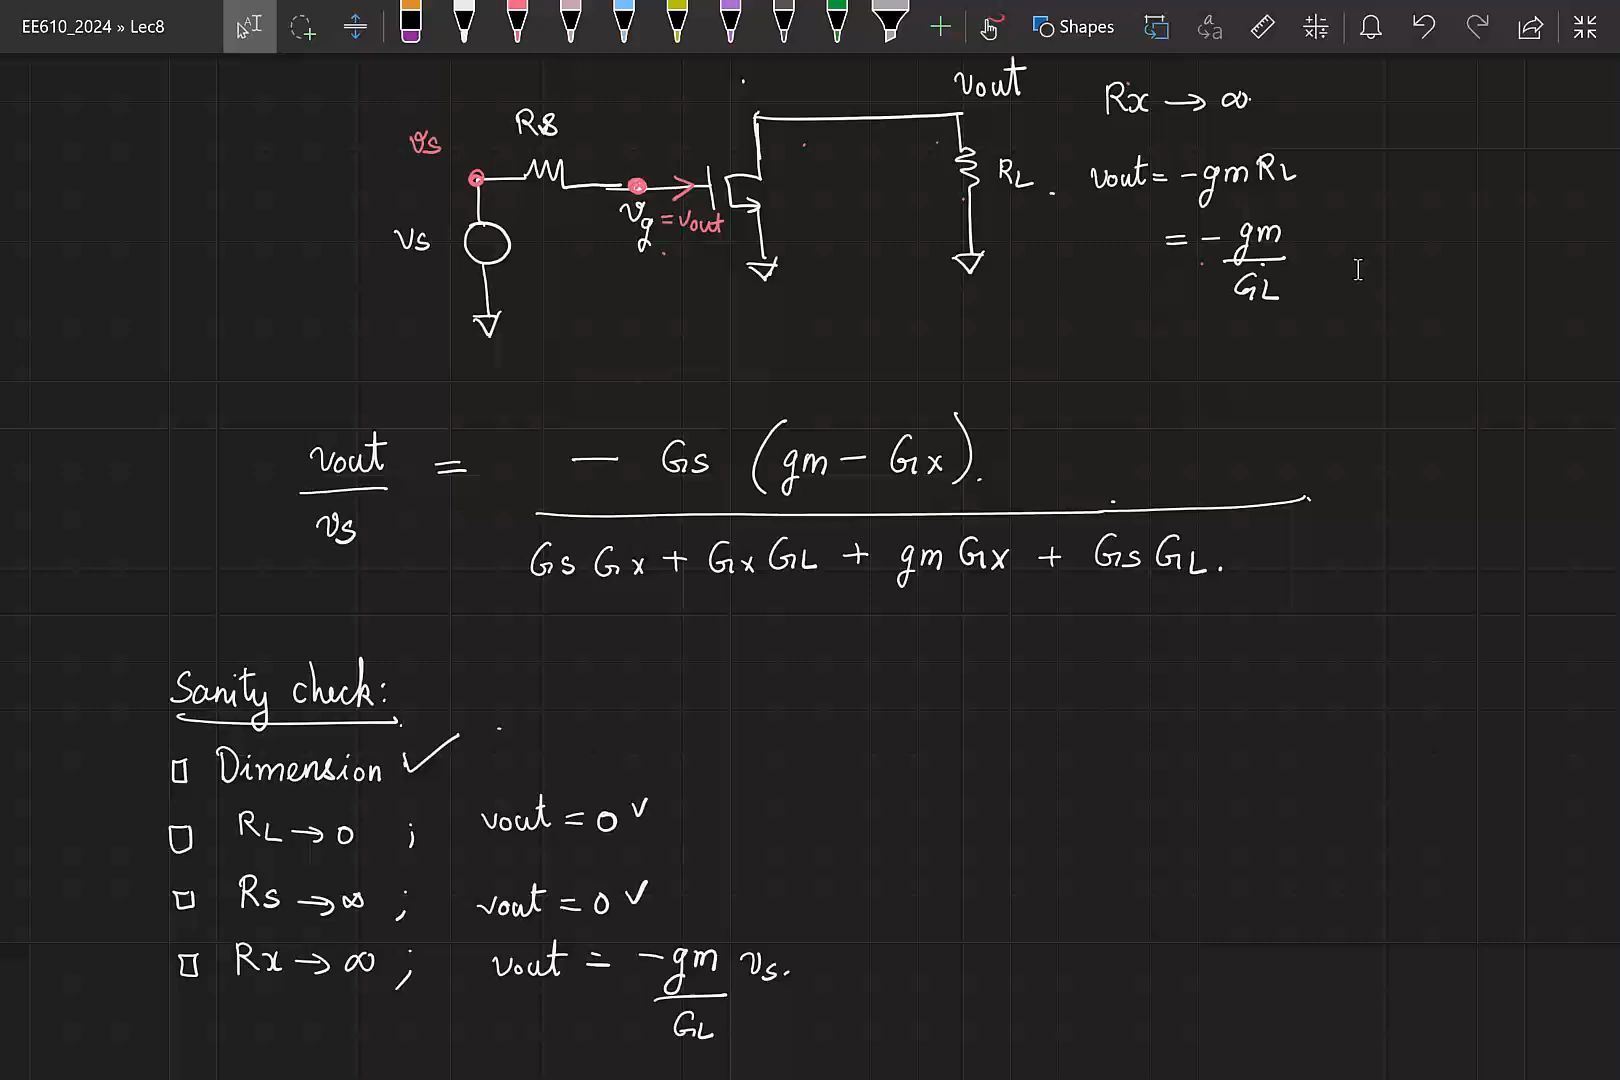 EE610_2024 » Lec8
Shapes
vout
Rx → ∞
Rs
vs
RL
vout = -gm RL
vg = vout
vs
= - gm / GL
vout / vs = - Gs (gm - Gx) / Gs Gx + Gx GL + gm Gx + Gs GL.
Sanity check:
Dimension ✓
RL → 0 ; vout = 0 ✓
Rs → ∞ ; vout = 0 ✓
Rx → ∞ ; vout = -gm / GL vs.